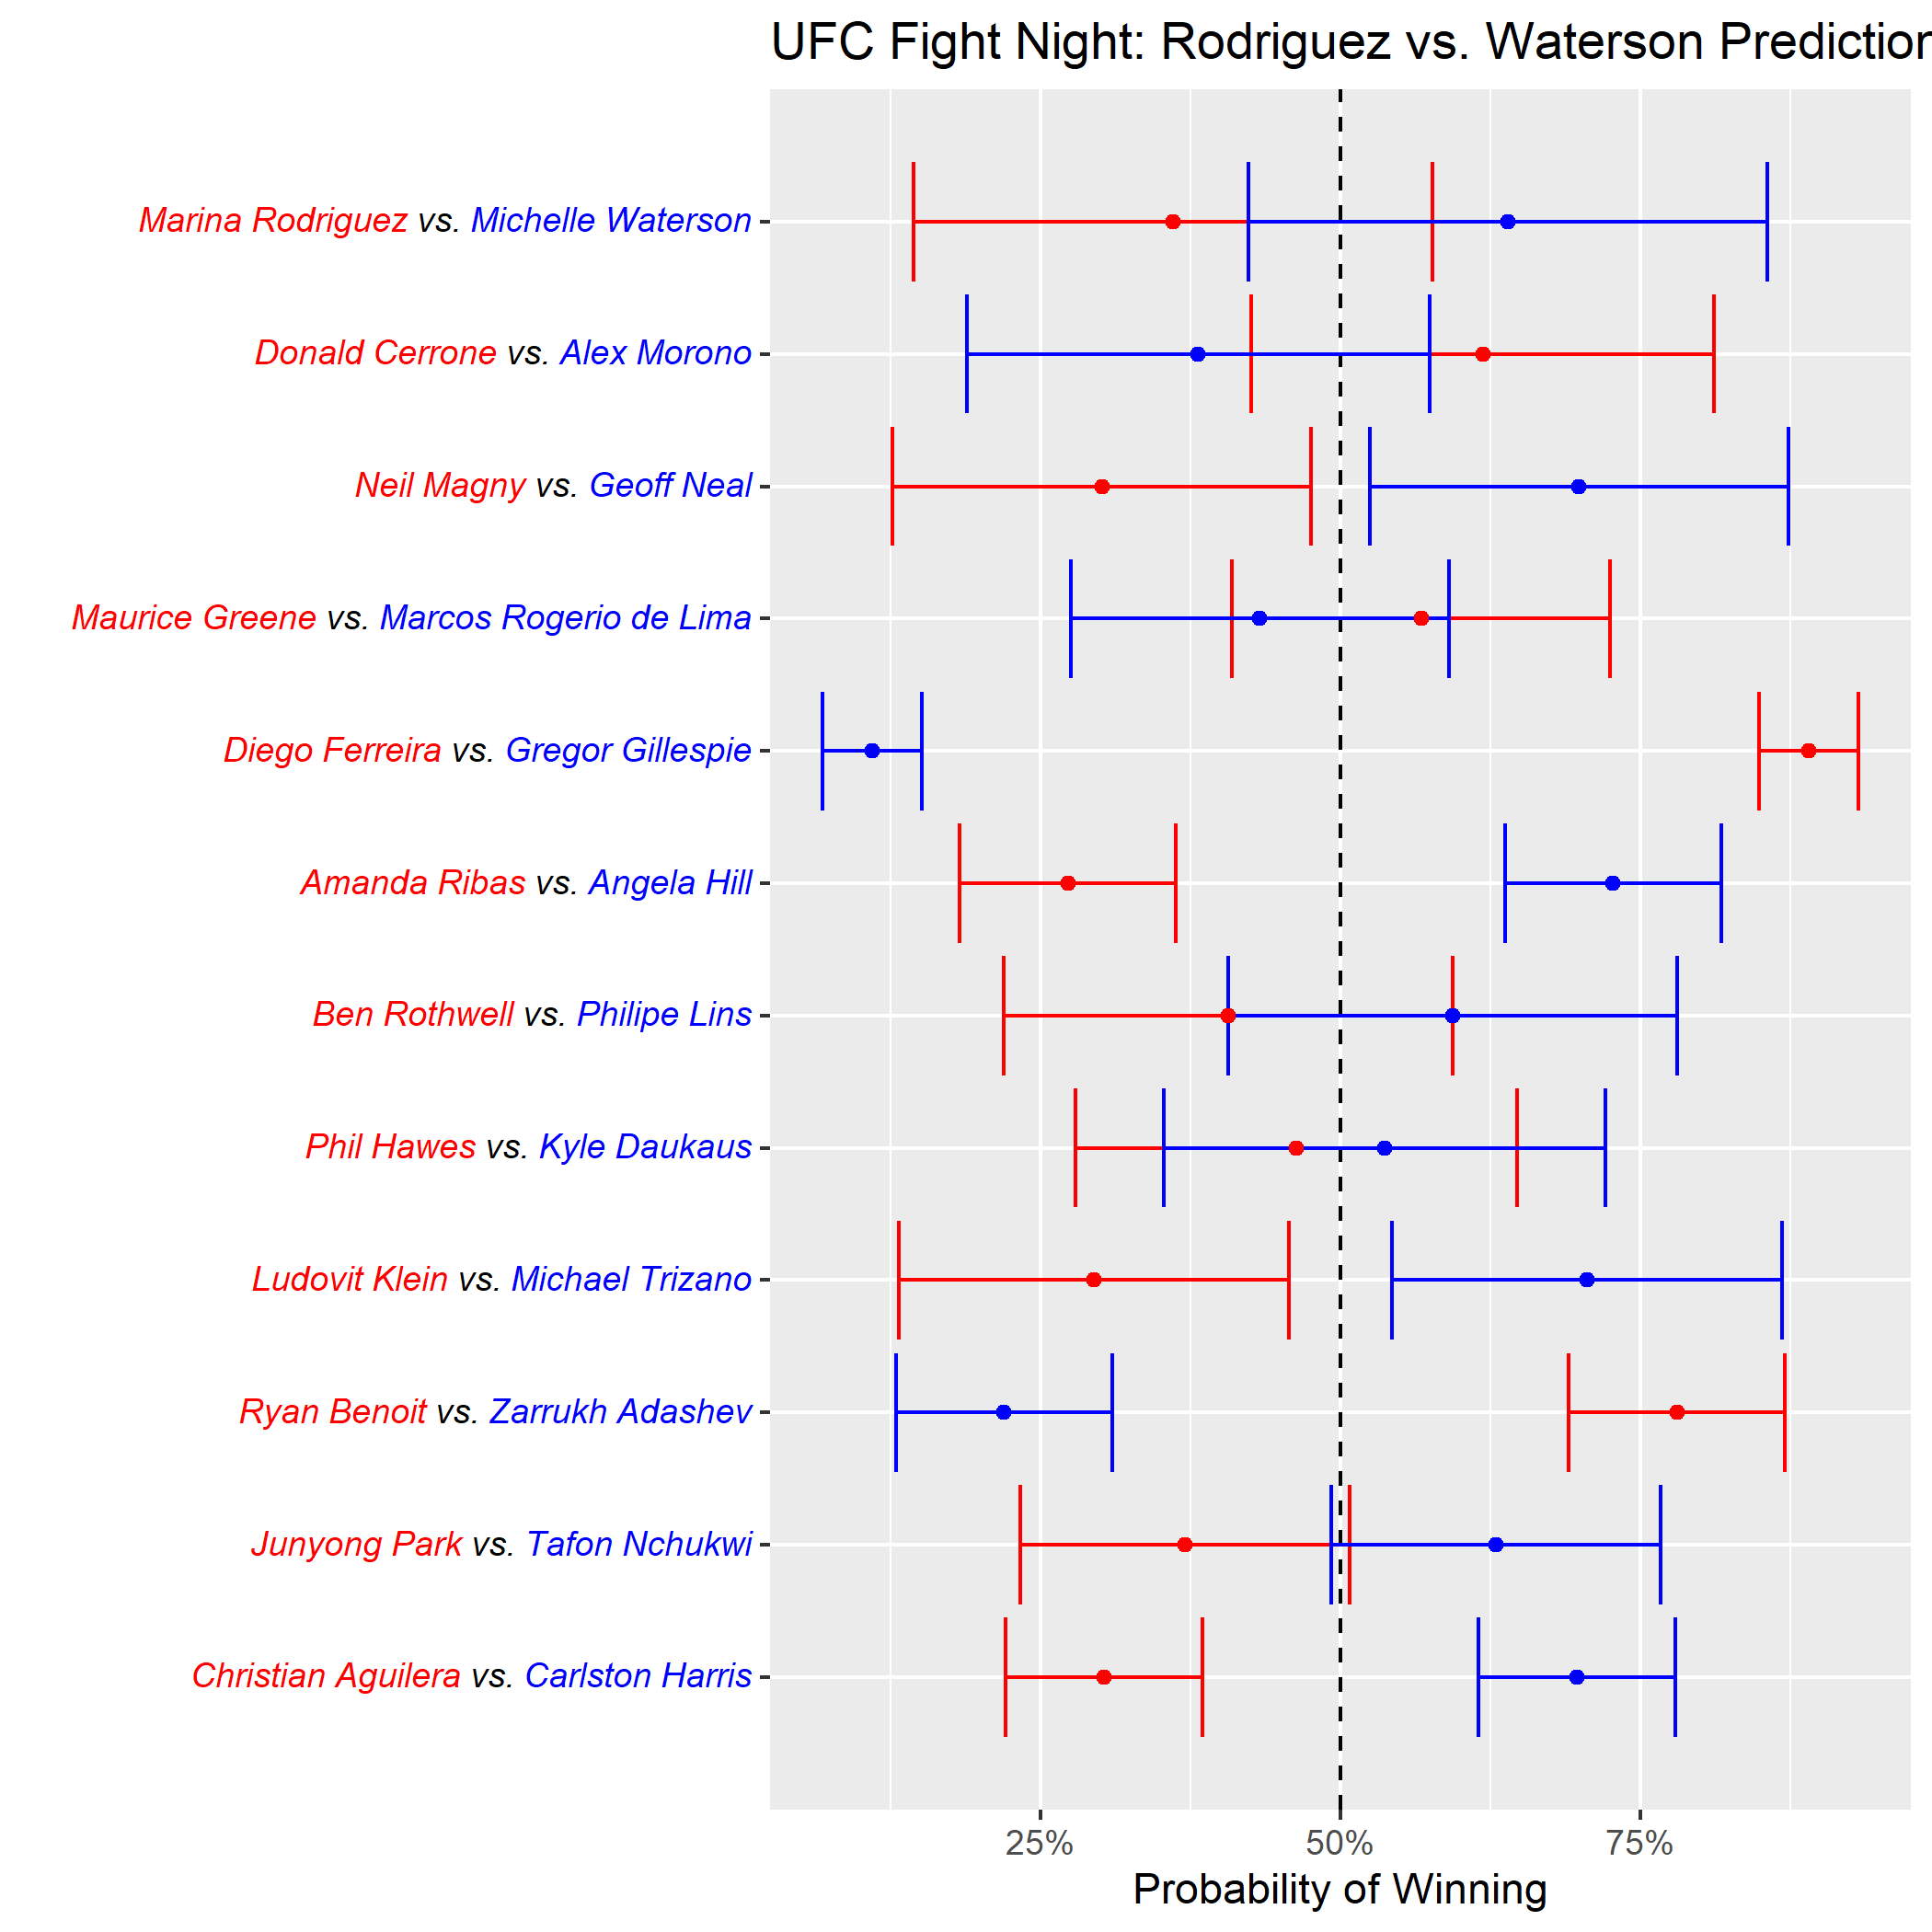 UFC Fight Night: Rodriguez vs. Waterson Prediction
Marina Rodriguez vs. Michelle Waterson
Donald Cerrone vs. Alex Morono
Neil Magny vs. Geoff Neal
Maurice Greene vs. Marcos Rogerio de Lima
Diego Ferreira vs. Gregor Gillespie
Amanda Ribas vs. Angela Hill
Ben Rothwell vs. Philipe Lins
Phil Hawes vs. Kyle Daukaus
Ludovit Klein vs. Michael Trizano
Ryan Benoit vs. Zarrukh Adashev
Junyong Park vs. Tafon Nchukwi
Christian Aguilera vs. Carlston Harris
25% 50% 75%
Probability of Winning